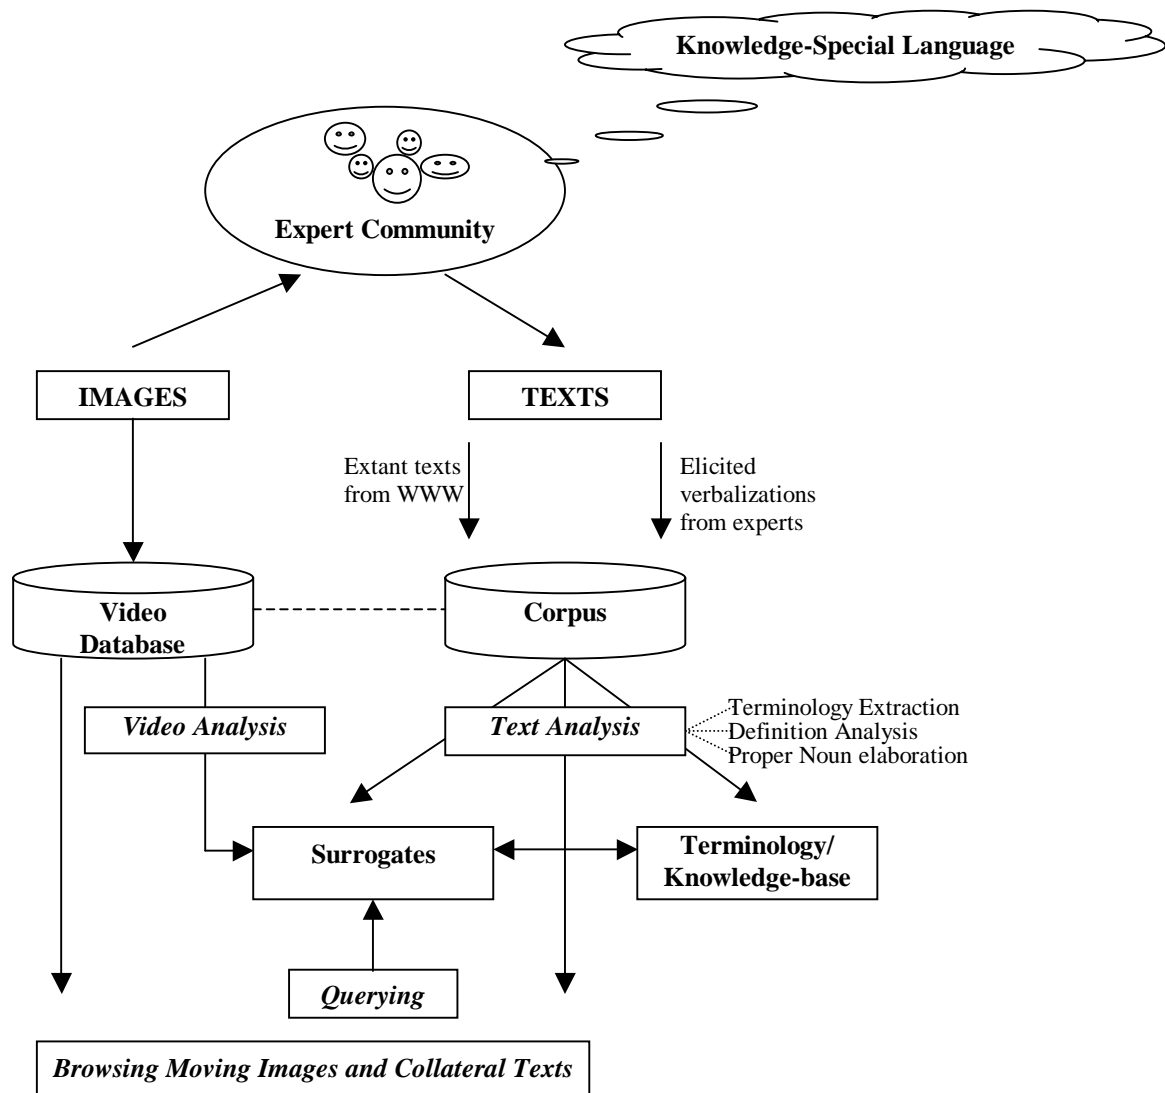 Knowledge-Special Language
Expert Community
IMAGES
TEXTS
Extant texts
from WWW
Elicited
verbalizations
from experts
Video
Database
Corpus
Video Analysis
Text Analysis
Terminology Extraction
Definition Analysis
Proper Noun elaboration
Surrogates
Terminology/
Knowledge-base
Querying
Browsing Moving Images and Collateral Texts